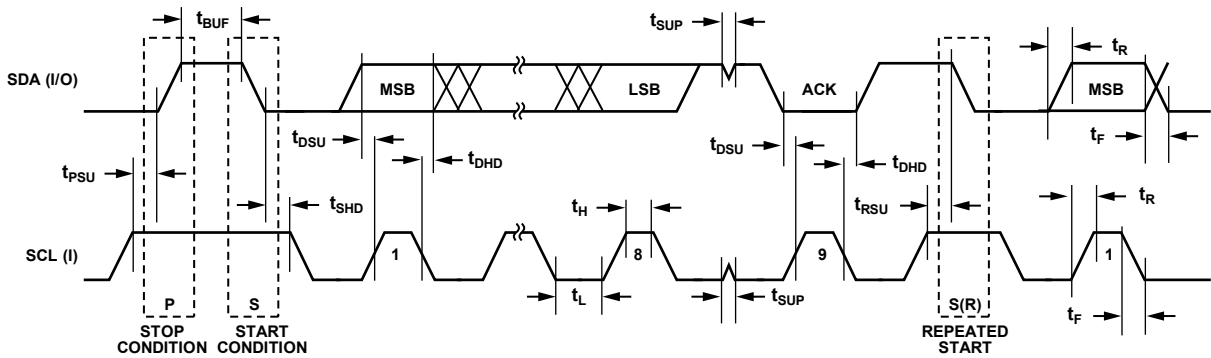 tBUF
tSUP
tR
SDA (I/O)
MSB
LSB
ACK
MSB
tDSU
tDHD
tDSU
tDHD
tF
tPSU
tSHD
tH
tRSU
tR
SCL (I)
1
8
9
1
P
S
tL
tSUP
S(R)
tF
STOP
CONDITION
START
CONDITION
REPEATED
START